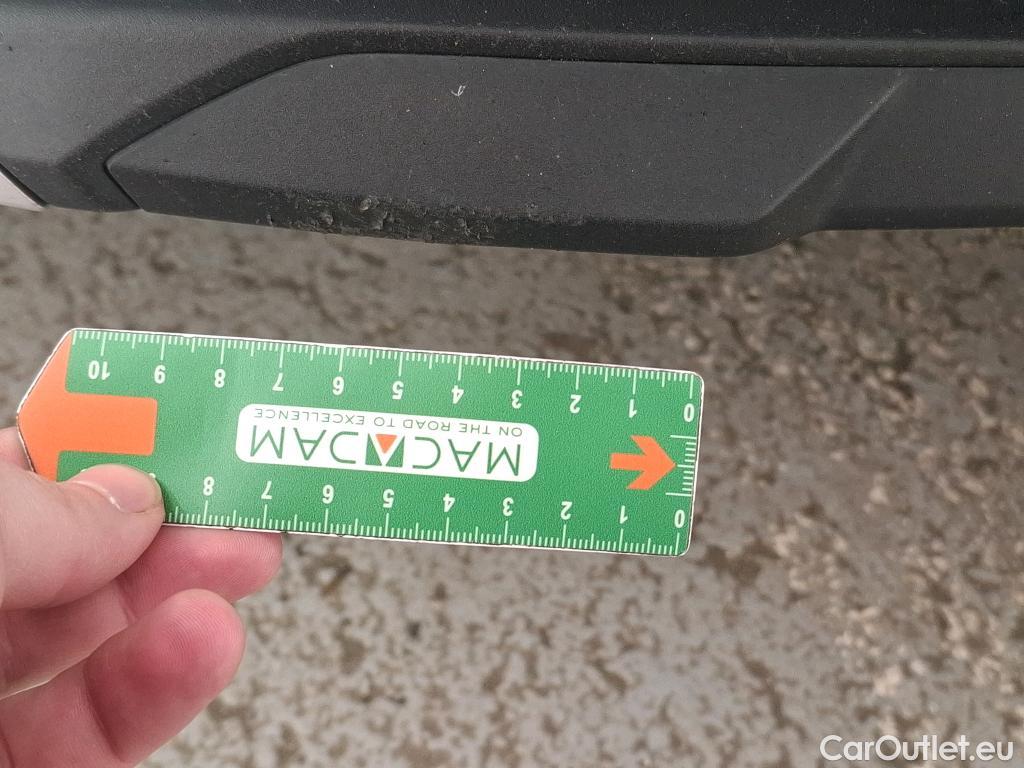 10 9 8 7 6 5 4 3 2 1 0
ON THE ROAD TO EXCELLENCE
MACADAM
8 7 6 5 4 3 2 1 0
CarOutlet.eu